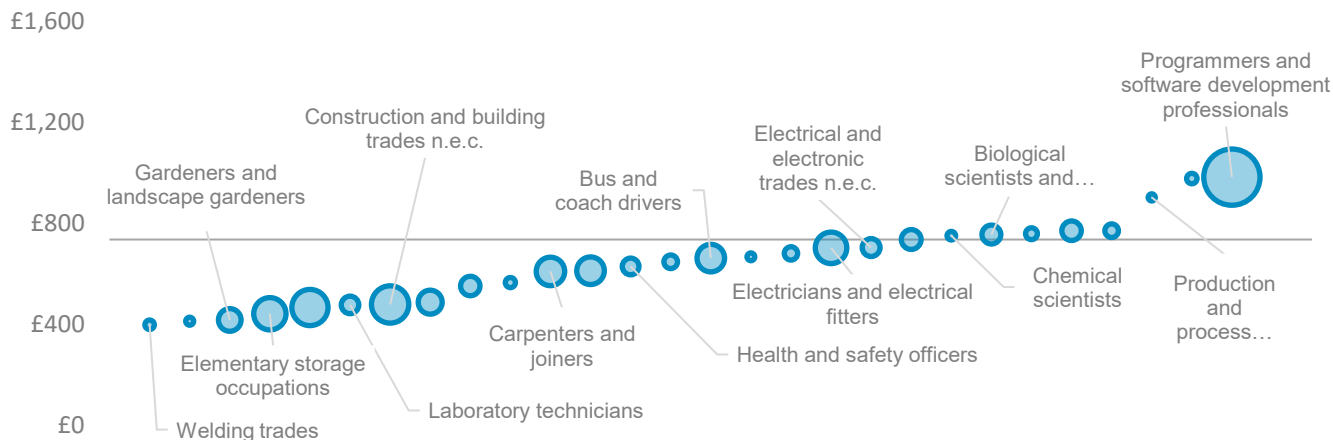 £1,600
£1,200
£800
£400
£0
Programmers and
software development
professionals
Construction and building
trades n.e.c.
Electrical and
electronic
trades n.e.c.
Biological
scientists and…
Gardeners and
landscape gardeners
Bus and
coach drivers
Chemical
scientists
Production
and
process…
Electricians and electrical
fitters
Carpenters and
joiners
Health and safety officers
Elementary storage
occupations
Laboratory technicians
Welding trades